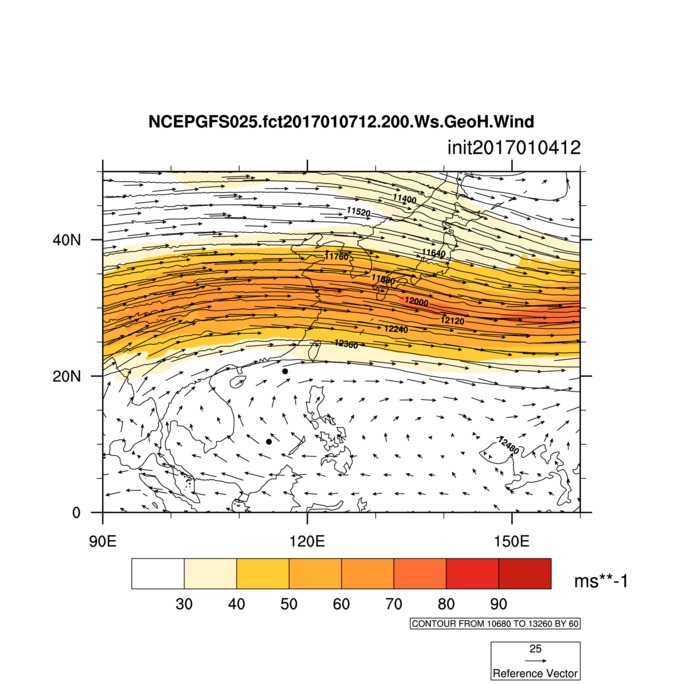 NCEPGFS025.fct2017010712.200.Ws.GeoH.Wind
init2017010412
11400
11520
40N
11640
11760
11880
12000
12120
12240
12360
20N
12480
0
90E 120E 150E
ms**-1
30 40 50 60 70 80 90
CONTOUR FROM 10680 TO 13260 BY 60
25
Reference Vector